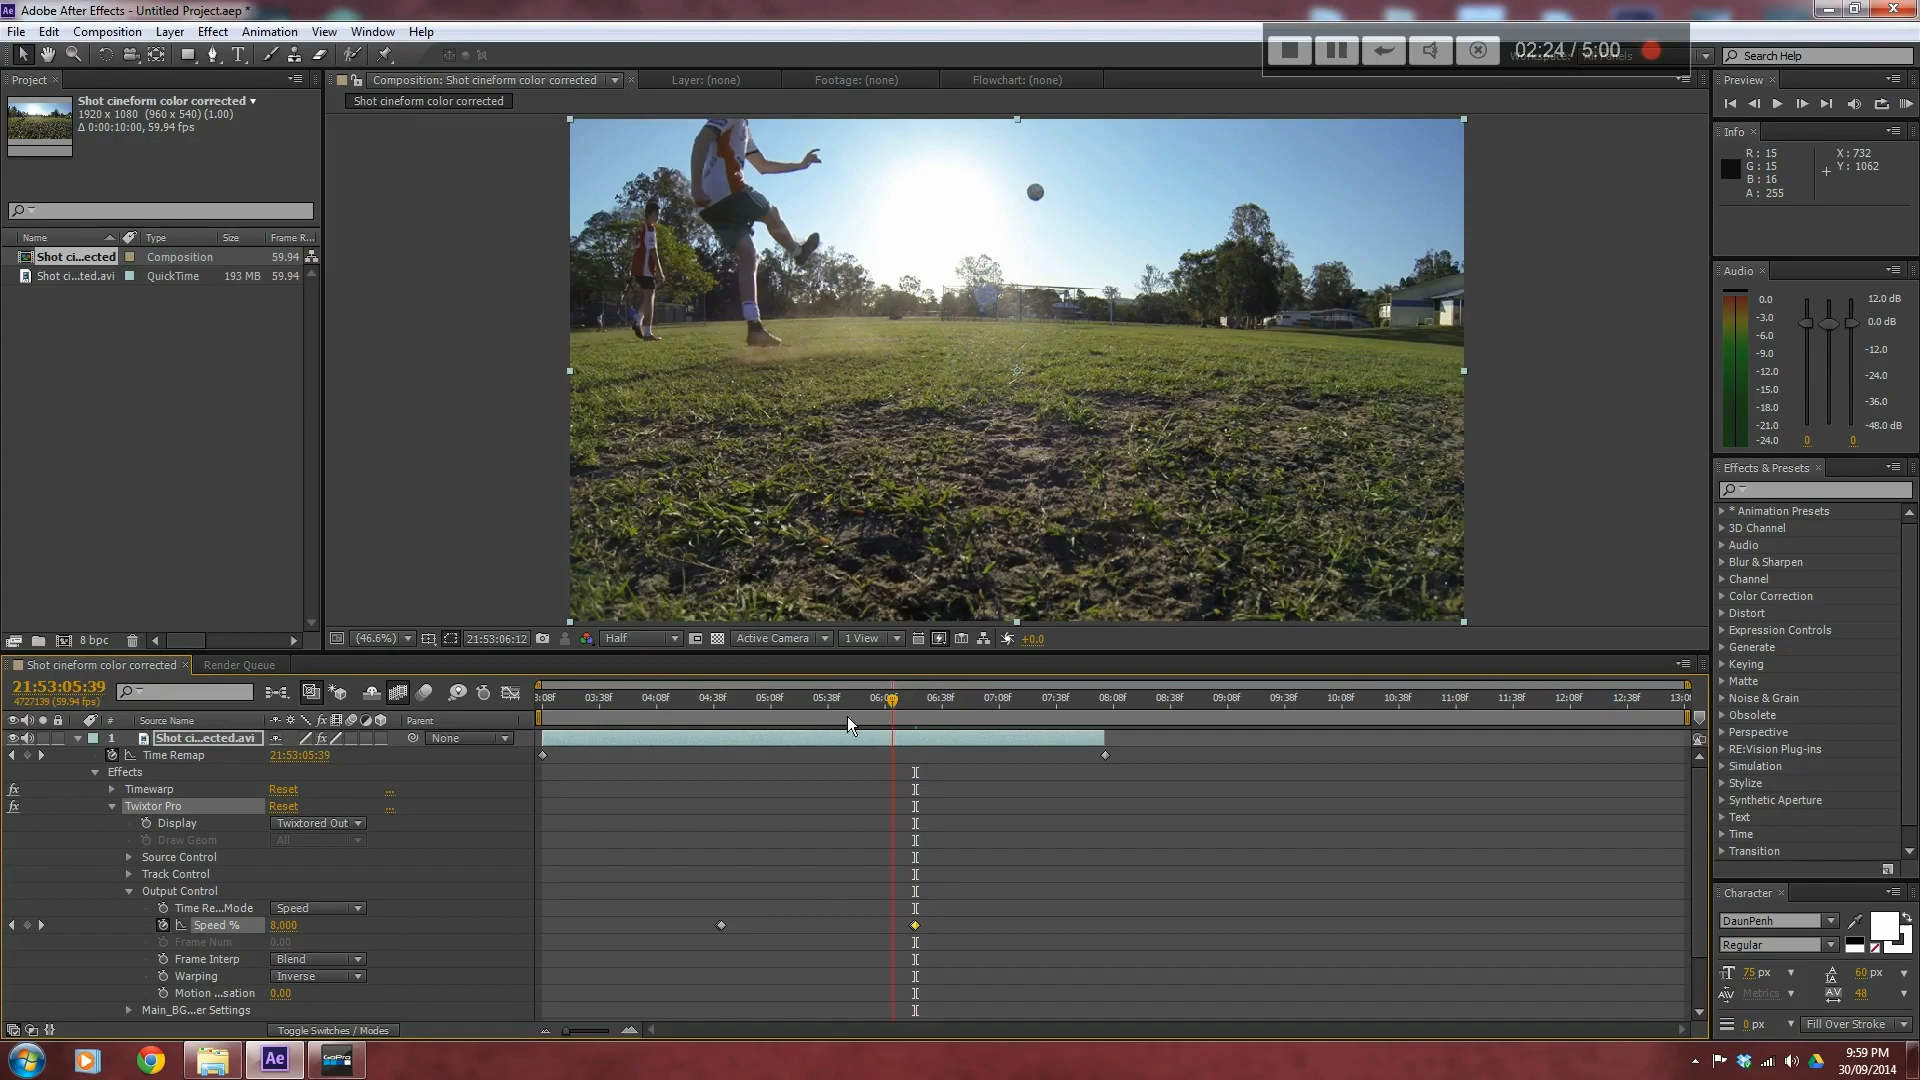 Adobe After Effects - Untitled Project.aep *
File Edit Composition Layer Effect Animation View Window Help
02:24 / 5:00
Search Help
Project
Composition: Shot cineform color corrected
Layer: (none)
Footage: (none)
Flowchart: (none)
Shot cineform color corrected
1920 x 1080 (960 x 540) (1.00)
Δ 0:00:10:00, 59.94 fps
Shot cineform color corrected
Name Type Size Frame R...
Shot ci...ected Composition 59.94
Shot ci...ted.avi QuickTime 193 MB 59.94
8 bpc
(46.6%) 21:53:06:12 Half Active Camera 1 View +0.0
Preview
Info
R: 15
G: 15
B: 16
A: 255
X: 732
Y: 1062
Audio
0.0 12.0 dB
-3.0 0.0 dB
-6.0
-9.0 -12.0
-12.0 -24.0
-15.0
-18.0 -36.0
-21.0 -48.0 dB
-24.0 0 0
Effects & Presets
* Animation Presets
3D Channel
Audio
Blur & Sharpen
Channel
Color Correction
Distort
Expression Controls
Generate
Keying
Matte
Noise & Grain
Obsolete
Perspective
RE:Vision Plug-ins
Simulation
Stylize
Synthetic Aperture
Text
Time
Transition
Character
DaunPenh
Regular
75 px 60 px
Metrics 48
0 px Fill Over Stroke
Shot cineform color corrected Render Queue
21:53:05:39
4727139 (59.94 fps)
03:38f 04:08f 04:38f 05:08f 05:38f 06:38f 07:08f 07:38f 08:08f 08:38f 09:08f 09:38f 10:08f 10:38f 11:08f 11:38f 12:08f 12:38f
# Source Name Parent
1 Shot ci...ected.avi None
Time Remap 21:53:05:39
Effects
Timewarp Reset ...
Twixtor Pro Reset ...
Display Twixtored Out
Draw Geom All
Source Control
Track Control
Output Control
Time Re...Mode Speed
Speed % 8.000
Frame Num 0.00
Frame Interp Blend
Warping Inverse
Motion ...sation 0.00
Main_BG...er Settings
Toggle Switches / Modes
Ae
GoPro
9:59 PM
30/09/2014